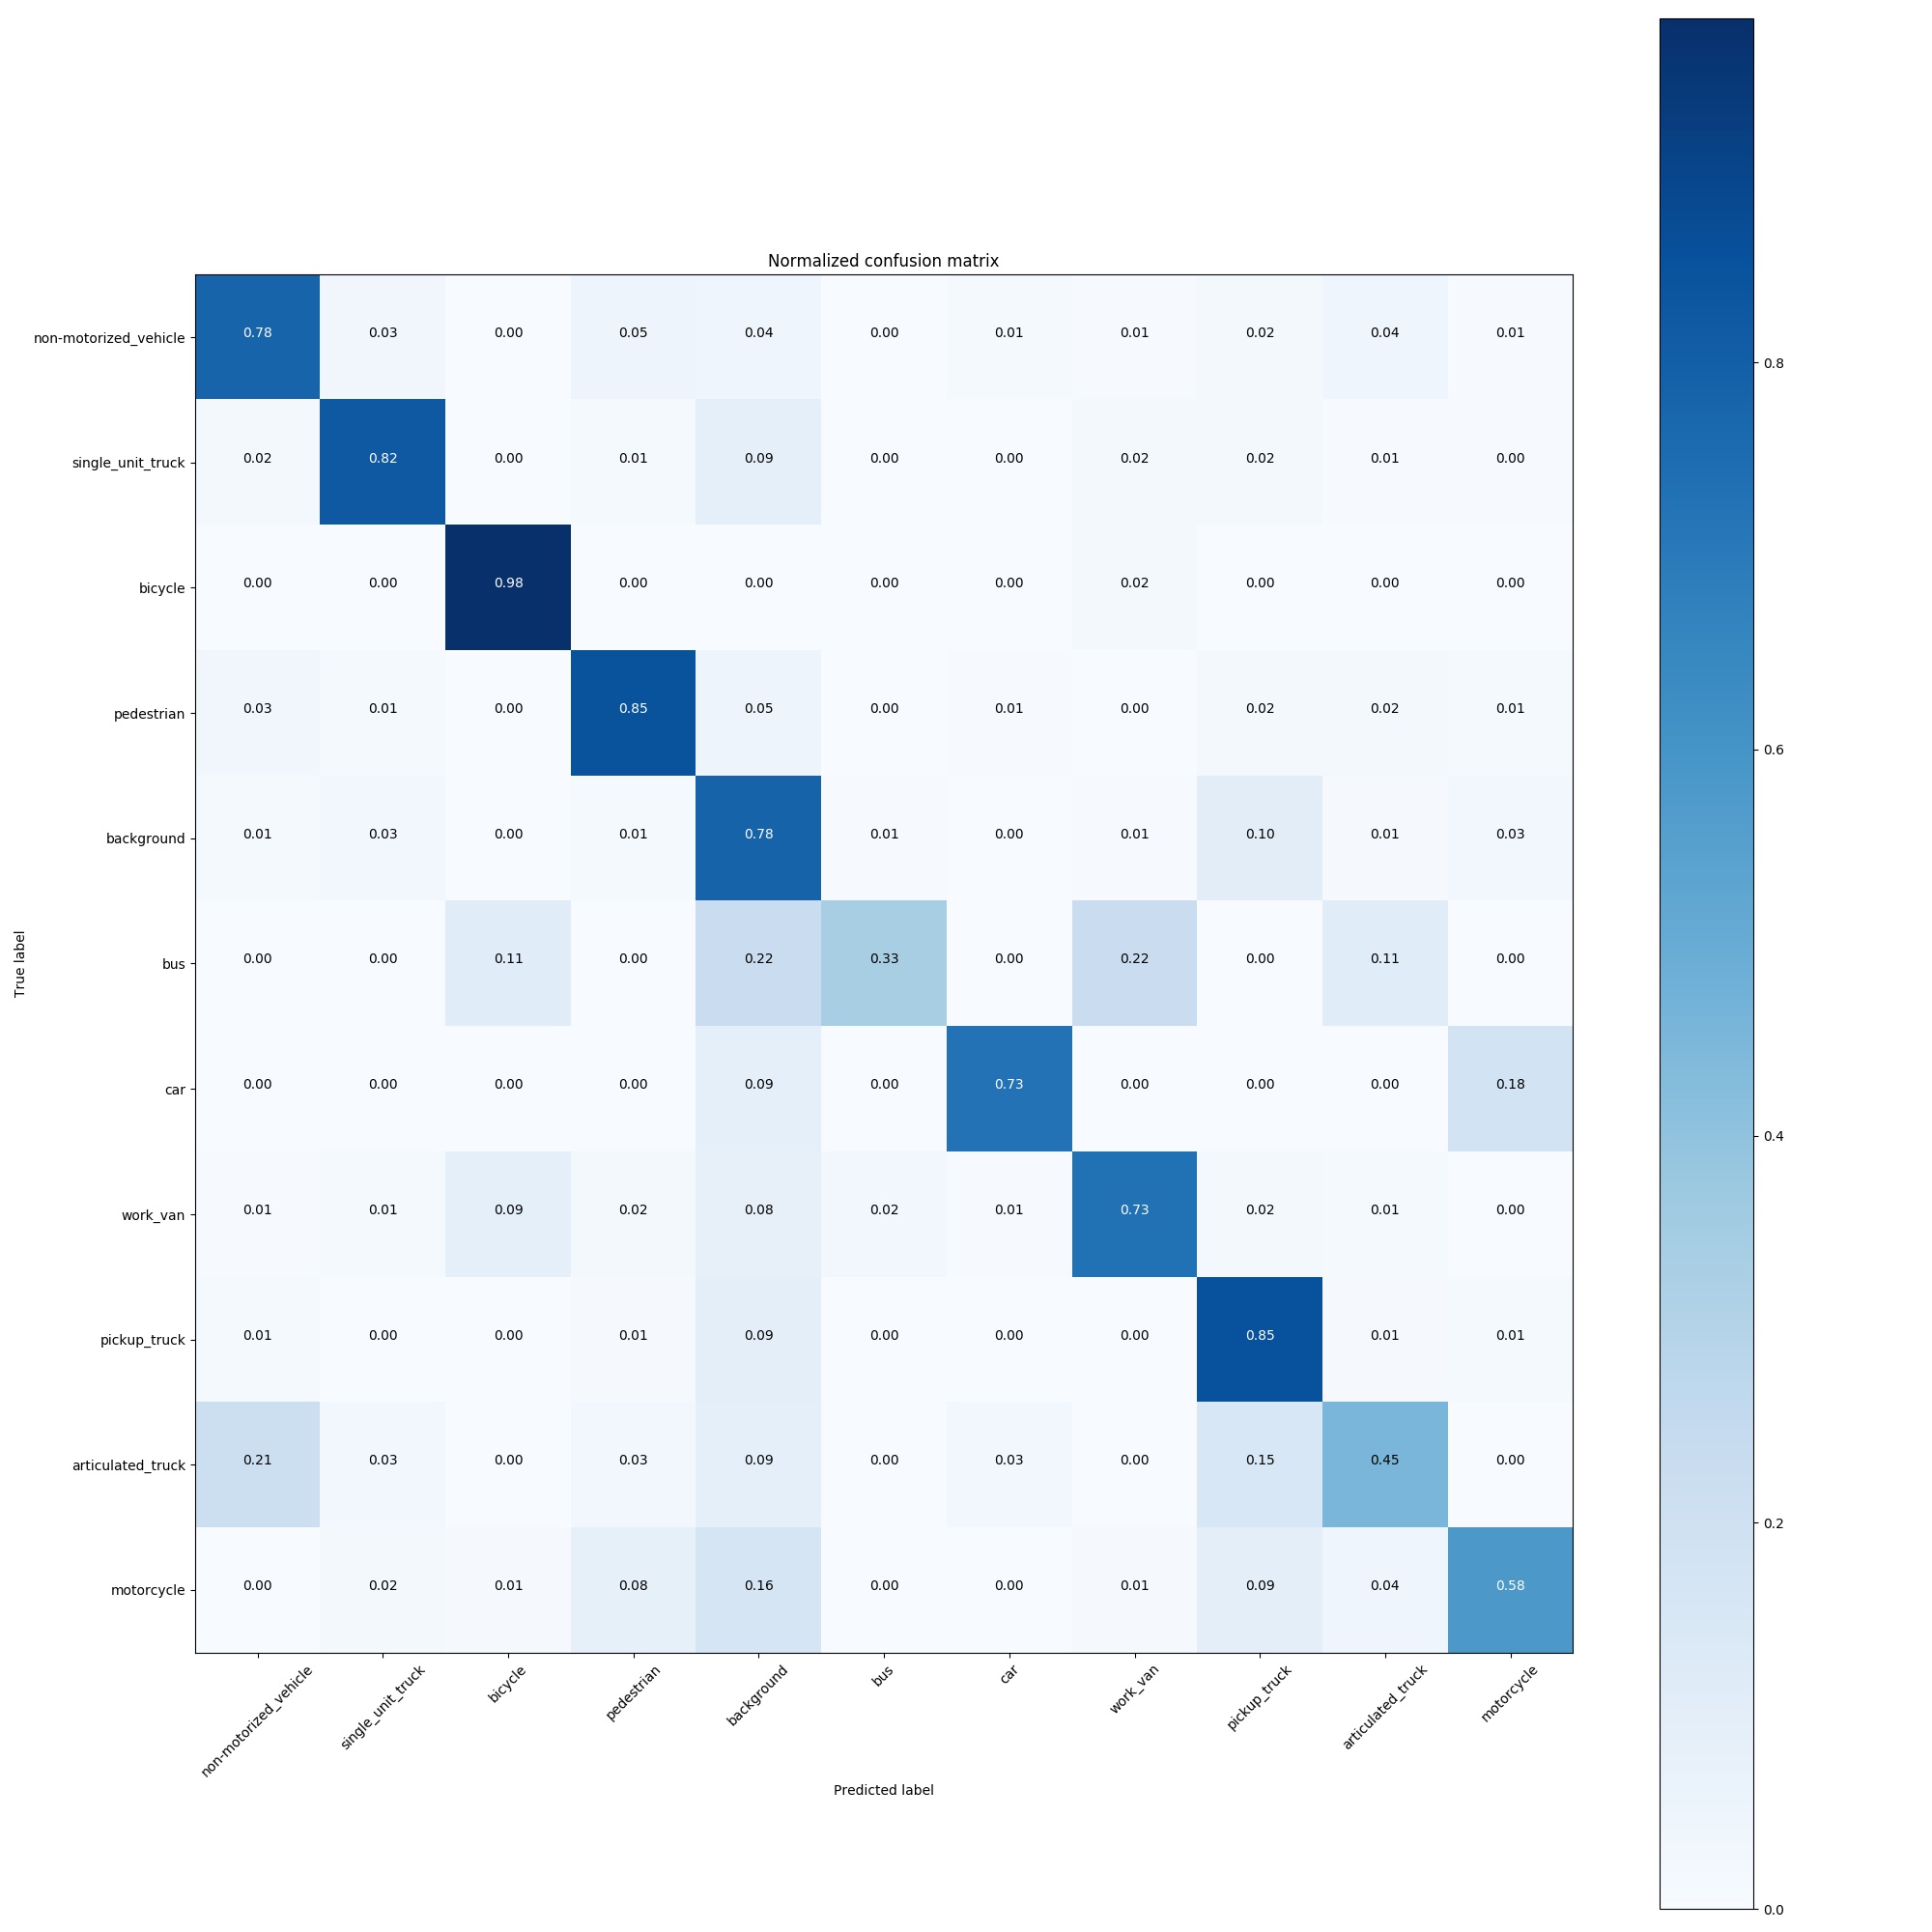 Normalized confusion matrix
non-motorized_vehicle 0.78 0.03 0.00 0.05 0.04 0.00 0.01 0.01 0.02 0.04 0.01
single_unit_truck 0.02 0.82 0.00 0.01 0.09 0.00 0.00 0.02 0.02 0.01 0.00
bicycle 0.00 0.00 0.98 0.00 0.00 0.00 0.00 0.02 0.00 0.00 0.00
pedestrian 0.03 0.01 0.00 0.85 0.05 0.00 0.01 0.00 0.02 0.02 0.01
background 0.01 0.03 0.00 0.01 0.78 0.01 0.00 0.01 0.10 0.01 0.03
bus 0.00 0.00 0.11 0.00 0.22 0.33 0.00 0.22 0.00 0.11 0.00
car 0.00 0.00 0.00 0.00 0.09 0.00 0.73 0.00 0.00 0.00 0.18
work_van 0.01 0.01 0.09 0.02 0.08 0.02 0.01 0.73 0.02 0.01 0.00
pickup_truck 0.01 0.00 0.00 0.01 0.09 0.00 0.00 0.00 0.85 0.01 0.01
articulated_truck 0.21 0.03 0.00 0.03 0.09 0.00 0.03 0.00 0.15 0.45 0.00
motorcycle 0.00 0.02 0.01 0.08 0.16 0.00 0.00 0.01 0.09 0.04 0.58
True label
non-motorized_vehicle single_unit_truck bicycle pedestrian background bus car work_van pickup_truck articulated_truck motorcycle
Predicted label
0.8
0.6
0.4
0.2
0.0